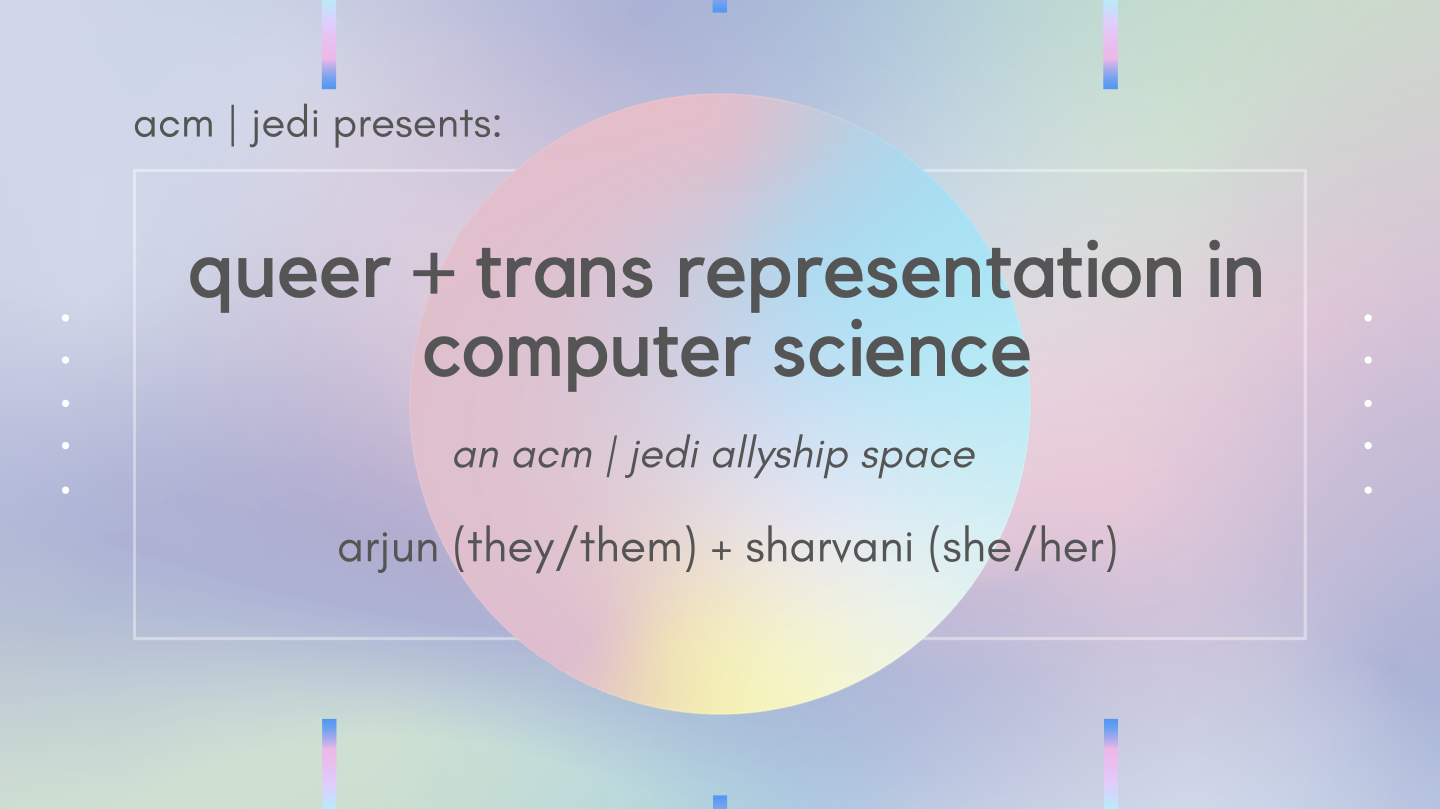 acm | jedi presents:
queer + trans representation in
computer science
an acm | jedi allyship space
arjun (they/them) + sharvani (she/her)